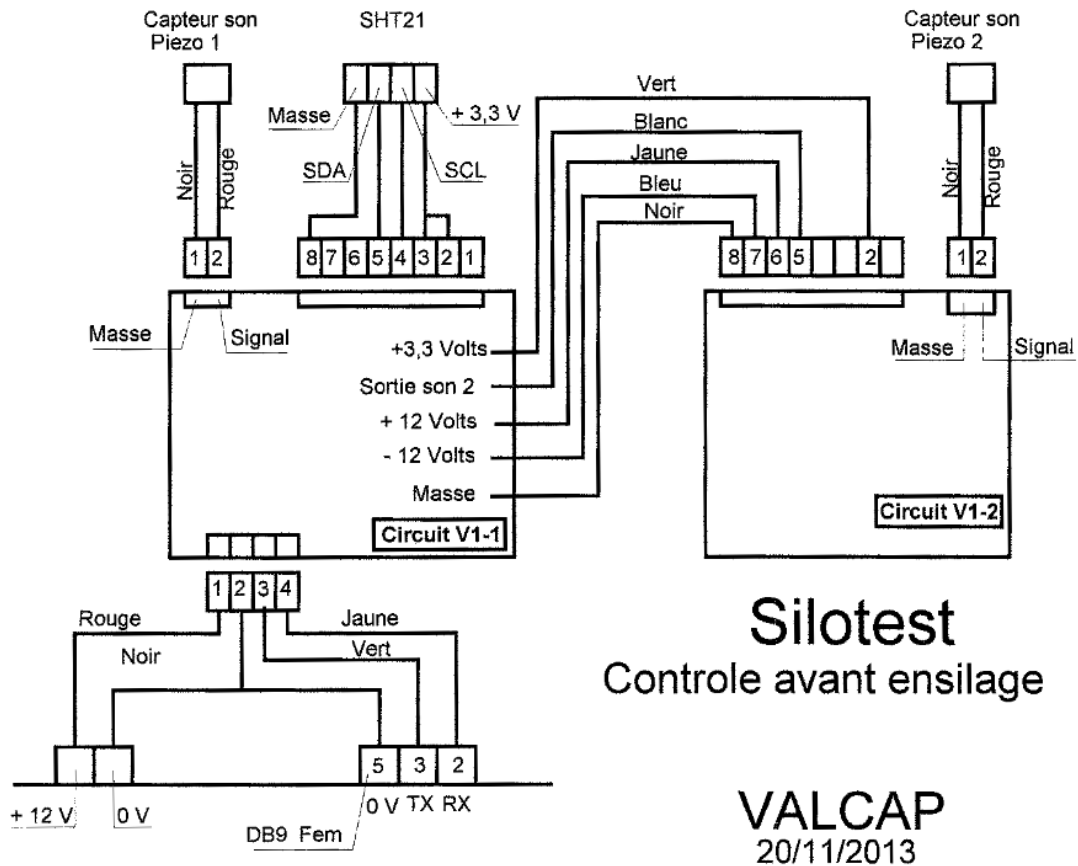 Capteur son
Piezo 1
SHT21
Capteur son
Piezo 2
Masse
+ 3,3 V
SDA
SCL
Noir
Rouge
Vert
Blanc
Jaune
Bleu
Noir
Noir
Rouge
1 2
8 7 6 5 4 3 2 1
8 7 6 5 2
1 2
Masse
Signal
Masse
Signal
+3,3 Volts
Sortie son 2
+ 12 Volts
- 12 Volts
Masse
Circuit V1-1
Circuit V1-2
1 2 3 4
Rouge
Noir
Jaune
Vert
5 3 2
+ 12 V
0 V
0 V TX RX
DB9 Fem
Silotest
Controle avant ensilage
VALCAP
20/11/2013